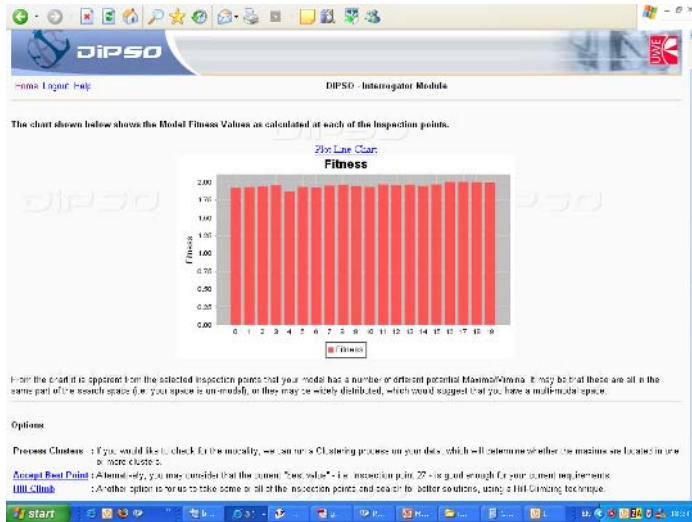 DIPSO
UWE
Home Logout Help
DIPSO - Interrogator Module
The chart shown below shows the Model Fitness Values as calculated at each of the Inspection points.
Plot Line Chart
Fitness
2.00
1.75
1.50
1.25
1.00
0.75
0.50
0.25
0.00
Fitness
0 1 2 3 4 5 6 7 8 9 10 11 12 13 14 15 16 17 18 19
Fitness
From the chart it is apparent from the selected inspection points that your model has a number of different potential Maxima/Minima. It may be that these are all in the
same part of the search space (i.e. your space is uni-modal), or they may be widely distributed, which would suggest that you have a multi-modal space.
Options
Process Clusters : If you would like to check for the modality, we can run a Clustering process on your data, which will determine whether the maxima are located in one
or more clusters.
Accept Best Point : Alternatively, you may consider that the current "best value" - i.e. inspection point 27 - is good enough for your current requirements.
Hill Climb : Another option is for us to take some or all of the inspection points and search for better solutions, using a Hill-Climbing technique.
start